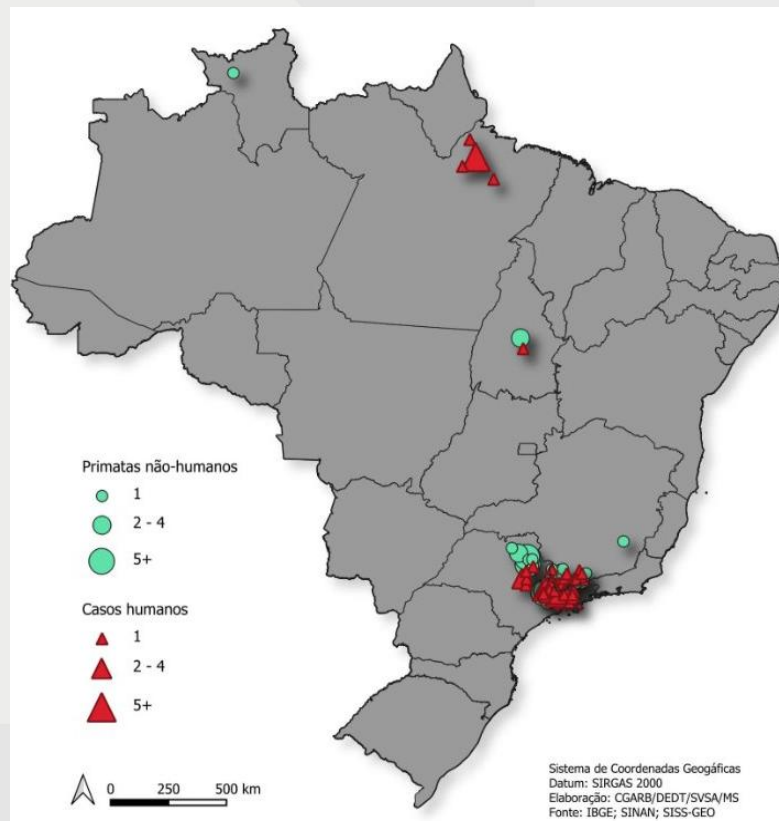 Primatas não-humanos
1
2 - 4
5+
Casos humanos
1
2 - 4
5+
0 250 500 km
Sistema de Coordenadas Geogáficas
Datum: SIRGAS 2000
Elaboração: CGARB/DEDT/SVSA/MS
Fonte: IBGE; SINAN; SISS-GEO